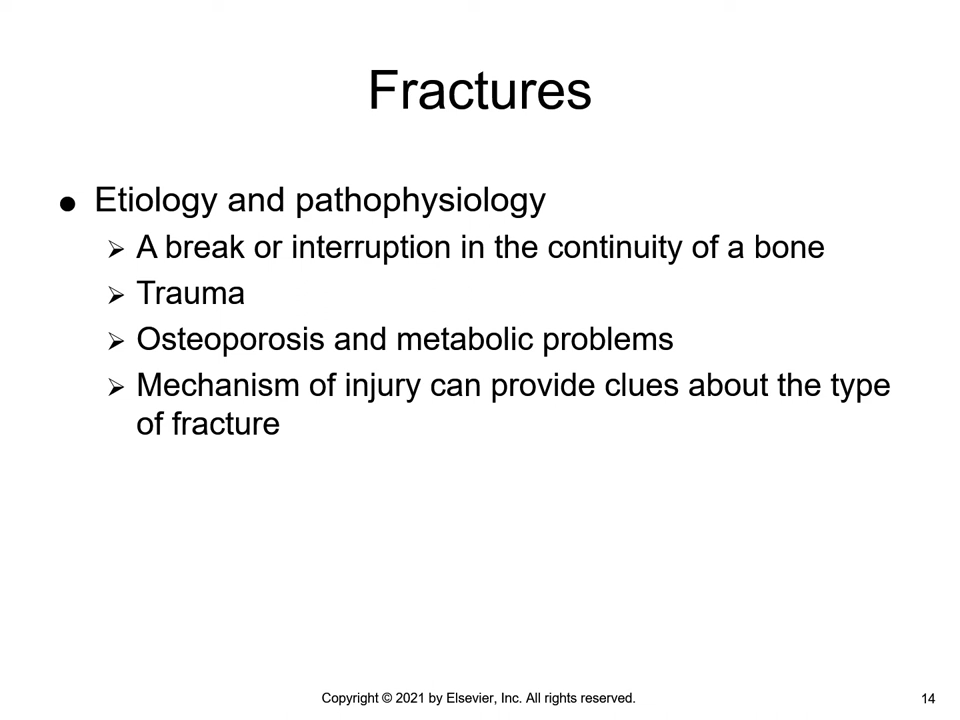 Fractures
● Etiology and pathophysiology
➢ A break or interruption in the continuity of a bone
➢ Trauma
➢ Osteoporosis and metabolic problems
➢ Mechanism of injury can provide clues about the type
of fracture
Copyright © 2021 by Elsevier, Inc. All rights reserved.
14